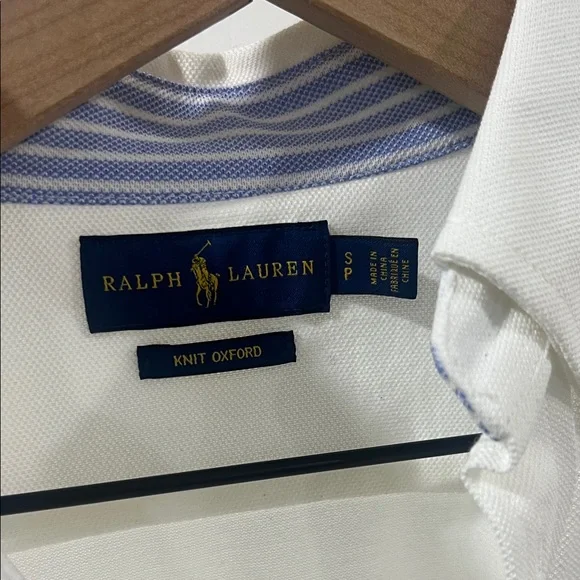 RALPH LAUREN
S
P
MADE IN
CHINA
FABRIQUÉ EN
CHINE
KNIT OXFORD